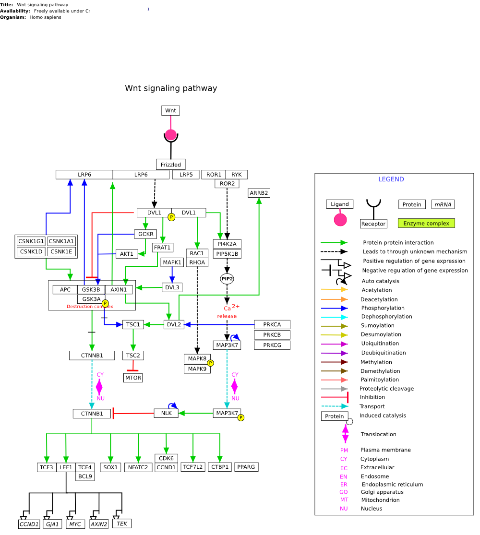 Title: Wnt signaling pathway
Availability: Freely available under CC
Organism: Homo sapiens
Wnt signaling pathway
Wnt
Frizzled
LRP6 LRP6 LRP5 ROR1 RYK
ROR2
ARRB2
DVL1 P DVL1
GCKR
CSNK1G1 CSNK1A1
CSNK1D CSNK1E
AKT1 FRAT1 RAC1 PI4K2A
MAPK1 RHOA PIP5K1B
PIP2
APC GSK3B AXIN1 DVL3
GSK3A P
Destruction complex
Ca 2+
release
TSC1 DVL2 PRKCA
PRKCB
PRKCG
CTNNB1 TSC2 MAPK8 P MAP3K7
MAPK9
MTOR
CY CY
NU NU
CTNNB1 NLK MAP3K7 P
CDK6
TCF3 LEF1 TCF4 SOX1 NFATC2 CCND1 TCF7L2 CTBP1 PPARG
BCL9
CCND1 GJA1 MYC AXIN2 TEK
LEGEND
Ligand Receptor Protein mRNA
Enzyme complex
Protein protein interaction
Leads to through unknown mechanism
Positive regulation of gene expression
Negative regulation of gene expression
Auto catalysis
Acetylation
Deacetylation
Phosphorylation
Dephosphorylation
Sumoylation
Desumoylation
Ubiquitination
Deubiquitination
Methylation
Demethylation
Palmitoylation
Proteolytic cleavage
Inhibition
Transport
Protein Induced catalysis
Translocation
PM Plasma membrane
CY Cytoplasm
EC Extracellular
EN Endosome
ER Endoplasmic reticulum
GO Golgi apparatus
MT Mitochondrion
NU Nucleus